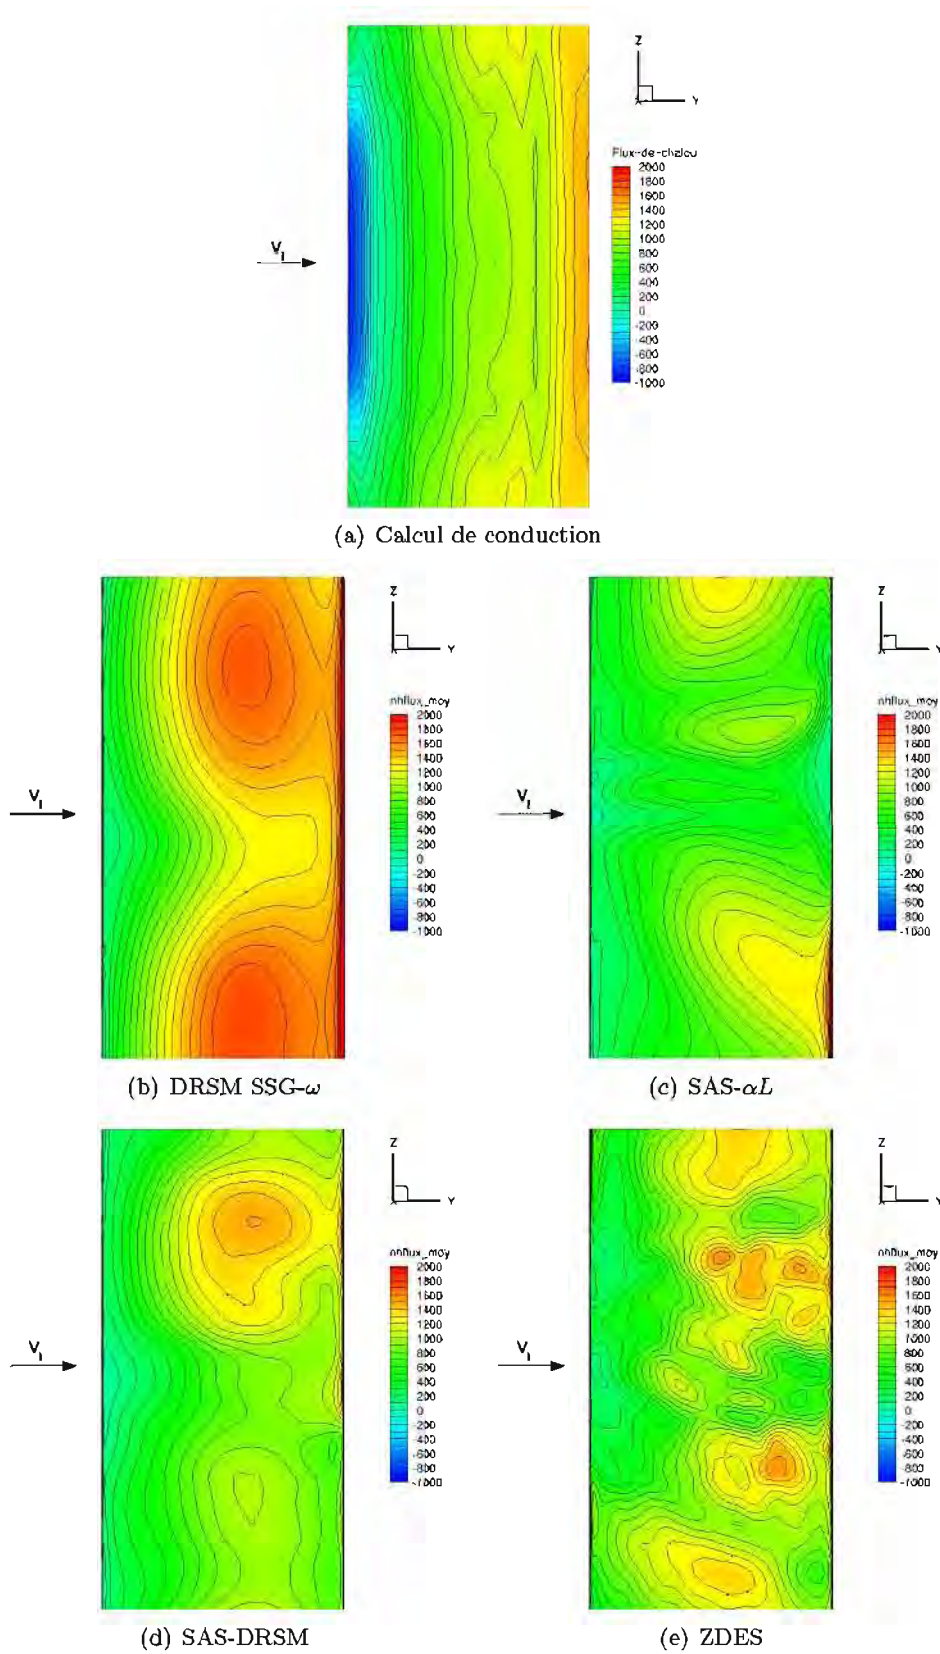 Z
Y
X
Flux-de-chaleu
2000
1800
1600
1400
1200
1000
800
600
400
200
0
-200
-400
-600
-800
-1000
V_l
(a) Calcul de conduction
Z
Y
X
nhflux_moy
2000
1800
1600
1400
1200
1000
800
600
400
200
0
-200
-400
-600
-800
-1000
V_l
(b) DRSM SSG-ω
Z
Y
X
nhflux_moy
2000
1800
1600
1400
1200
1000
800
600
400
200
0
-200
-400
-600
-800
-1000
V_l
(c) SAS-αL
Z
Y
X
nhflux_moy
2000
1800
1600
1400
1200
1000
800
600
400
200
0
-200
-400
-600
-800
-1000
V_l
(d) SAS-DRSM
Z
Y
X
nhflux_moy
2000
1800
1600
1400
1200
1000
800
600
400
200
0
-200
-400
-600
-800
-1000
V_l
(e) ZDES